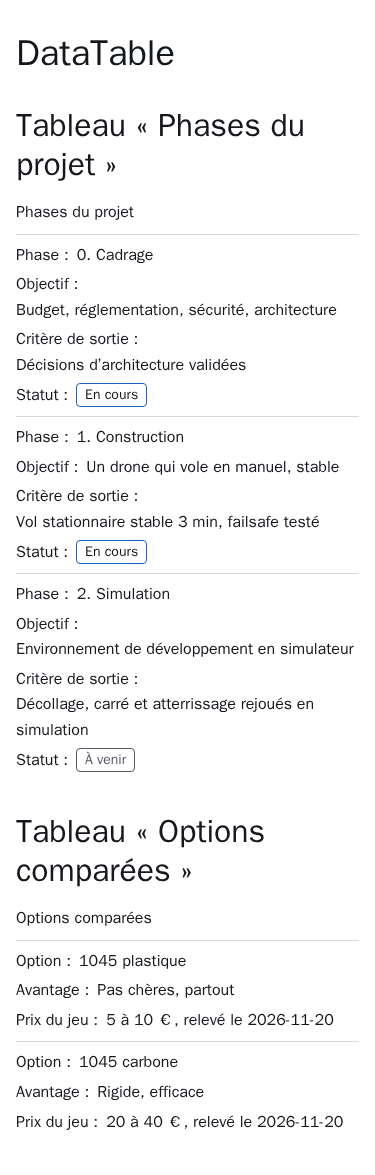 DataTable
Tableau « Phases du
projet »
Phases du projet
Phase : 0. Cadrage
Objectif :
Budget, réglementation, sécurité, architecture
Critère de sortie :
Décisions d'architecture validées
Statut : En cours
Phase : 1. Construction
Objectif : Un drone qui vole en manuel, stable
Critère de sortie :
Vol stationnaire stable 3 min, failsafe testé
Statut : En cours
Phase : 2. Simulation
Objectif :
Environnement de développement en simulateur
Critère de sortie :
Décollage, carré et atterrissage rejoués en
simulation
Statut : À venir
Tableau « Options
comparées »
Options comparées
Option : 1045 plastique
Avantage : Pas chères, partout
Prix du jeu : 5 à 10 €, relevé le 2026-11-20
Option : 1045 carbone
Avantage : Rigide, efficace
Prix du jeu : 20 à 40 €, relevé le 2026-11-20